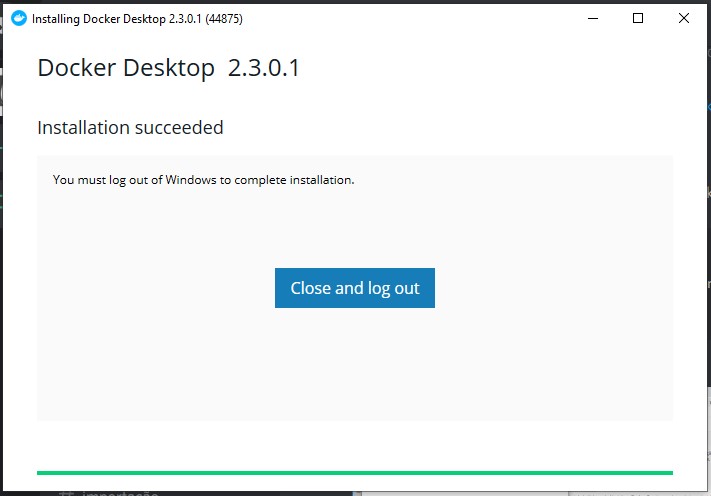 Installing Docker Desktop 2.3.0.1 (44875)
Docker Desktop 2.3.0.1
Installation succeeded
You must log out of Windows to complete installation.
Close and log out
# importação